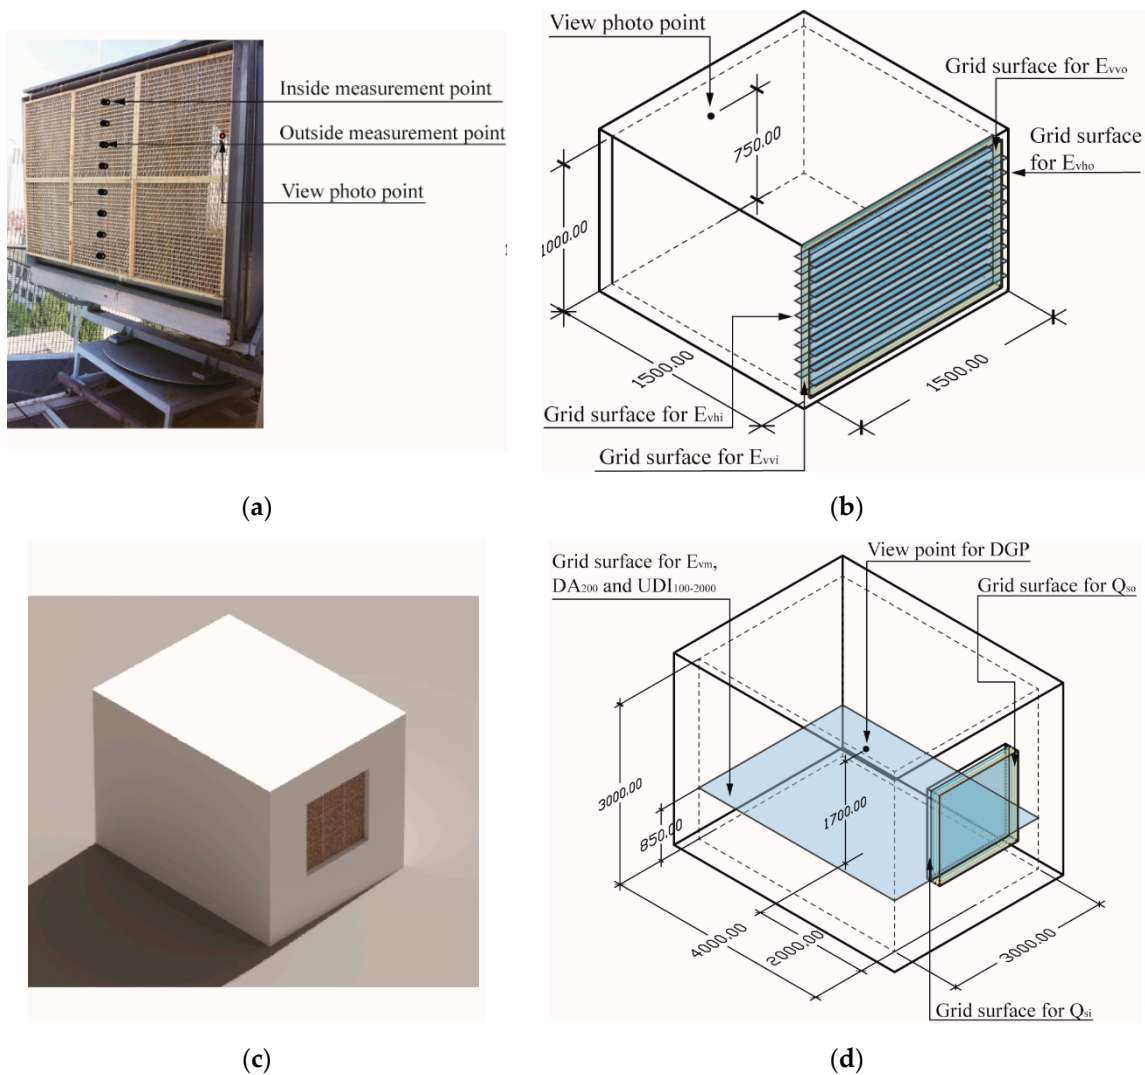 Inside measurement point
Outside measurement point
View photo point
(a)
View photo point
Grid surface for Evvo
Grid surface
for Evho
750.00
1000.00
1500.00
1500.00
Grid surface for Evhi
Grid surface for Evvi
(b)
(c)
Grid surface for Evm,
DA200 and UDI100-2000
View point for DGP
Grid surface for Qso
3000.00
850.00
1700.00
4000.00
2000.00
3000.00
Grid surface for Qsi
(d)